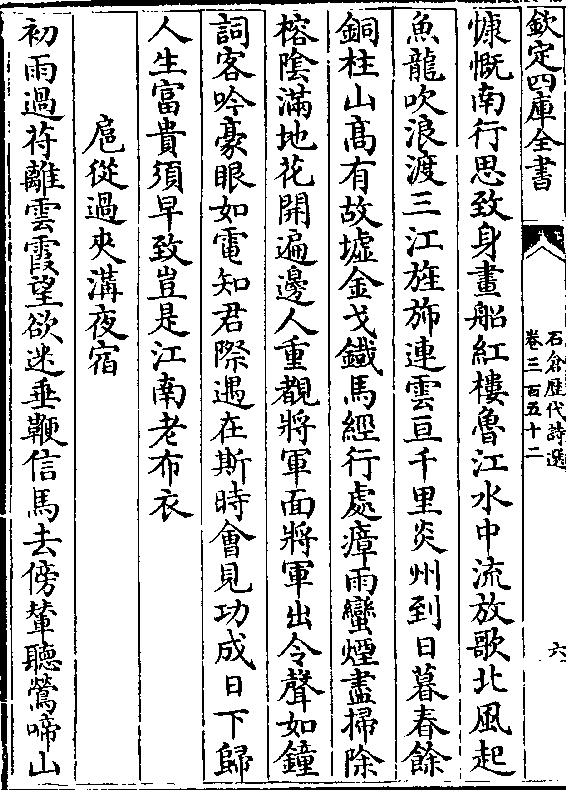 欽定四庫全書
石倉歴代詩選
卷三百五十二
六
慷慨南行思致身畫船紅樓魯江水中流放歌北風起
魚龍吹浪渡三江旌斾連雲亘千里炎州到日暮春餘
銅柱山髙有故墟金戈鐡馬經行處瘴雨蠻煙盡掃除
榕隂滿地花開遍邊人重覩將軍面將軍出令聲如鐘
詞客吟豪眼如電知君際遇在斯時會見功成日下歸
人生富貴須早致豈是江南老布衣
扈從過夾溝夜宿
初雨過符離雲霞望欲迷垂鞭信馬去傍輦聽鶯啼山